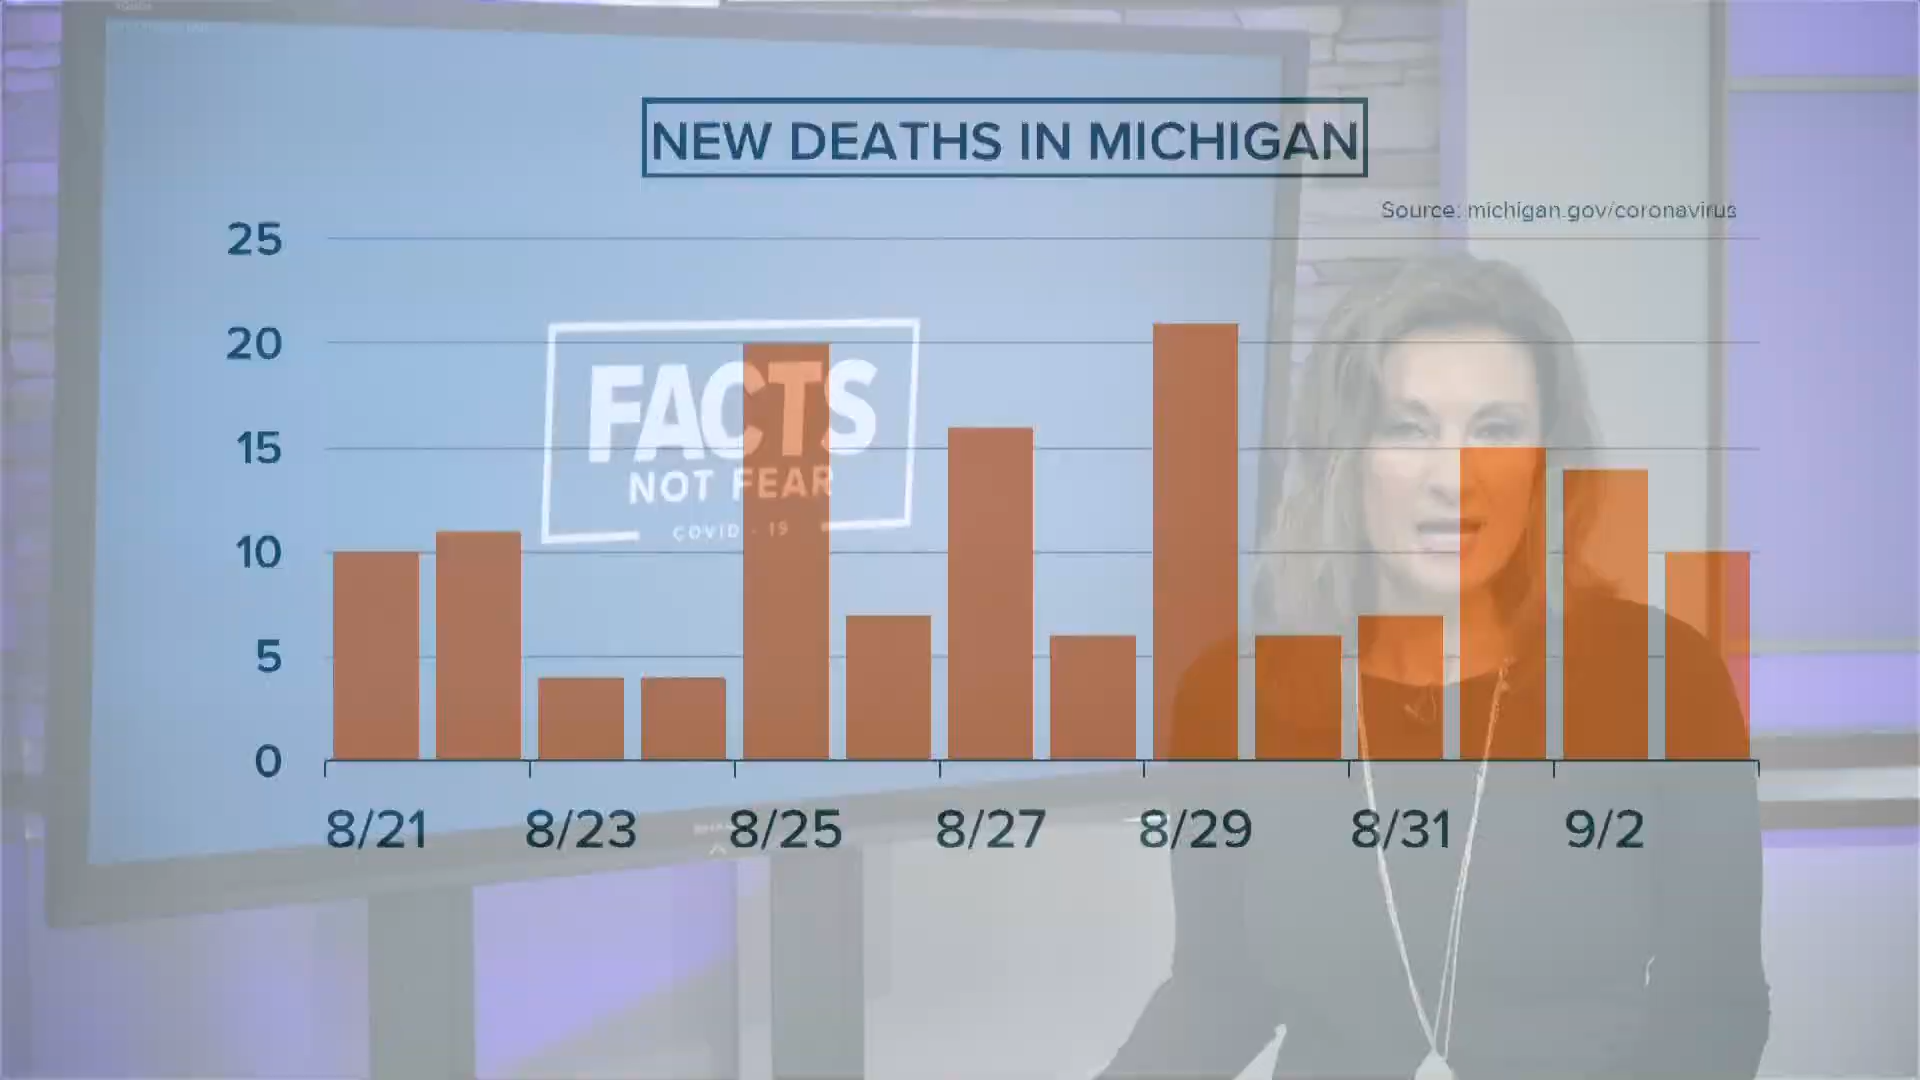 NEW DEATHS IN MICHIGAN
Source: michigan.gov/coronavirus
25
20
15
10
5
0
FACTS
NOT FEAR
COVID - 19
8/21 8/23 8/25 8/27 8/29 8/31 9/2